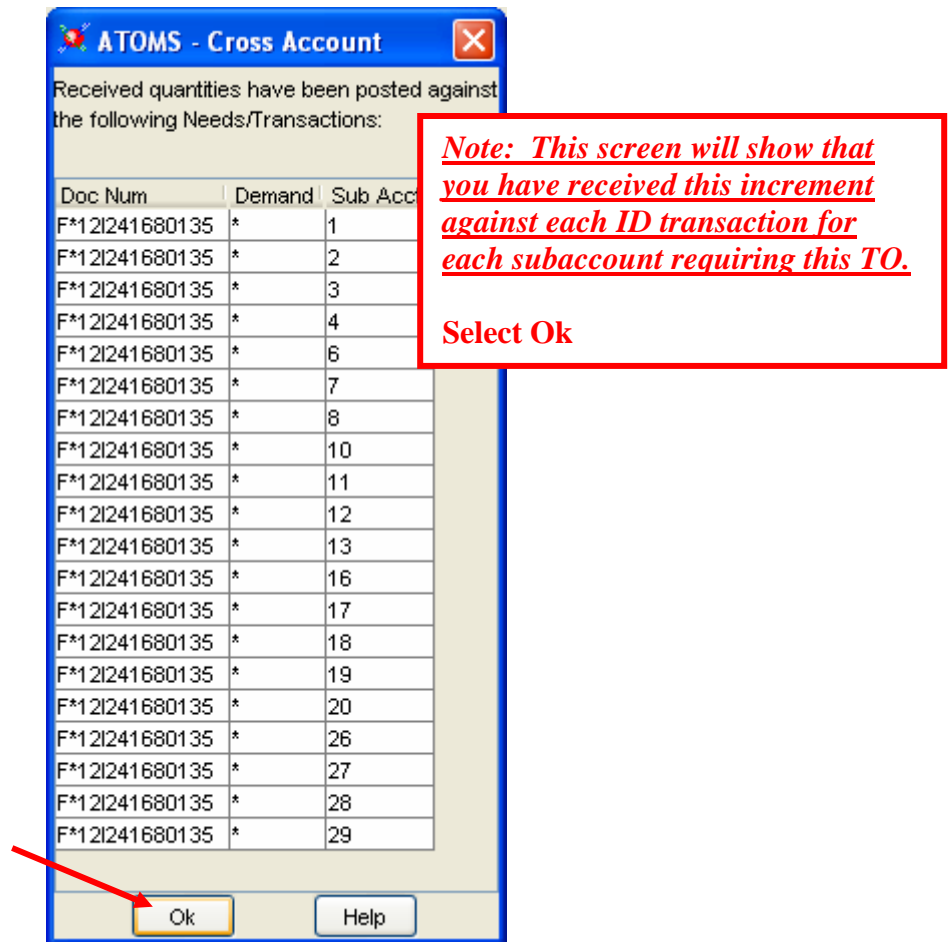 ATOMS - Cross Account
Received quantities have been posted against
the following Needs/Transactions:
Note: This screen will show that
you have received this increment
against each ID transaction for
each subaccount requiring this TO.
Select Ok
Doc Num Demand Sub Acct
F*12I241680135 * 1
F*12I241680135 * 2
F*12I241680135 * 3
F*12I241680135 * 4
F*12I241680135 * 6
F*12I241680135 * 7
F*12I241680135 * 8
F*12I241680135 * 10
F*12I241680135 * 11
F*12I241680135 * 12
F*12I241680135 * 13
F*12I241680135 * 16
F*12I241680135 * 17
F*12I241680135 * 18
F*12I241680135 * 19
F*12I241680135 * 20
F*12I241680135 * 26
F*12I241680135 * 27
F*12I241680135 * 28
F*12I241680135 * 29
Ok Help